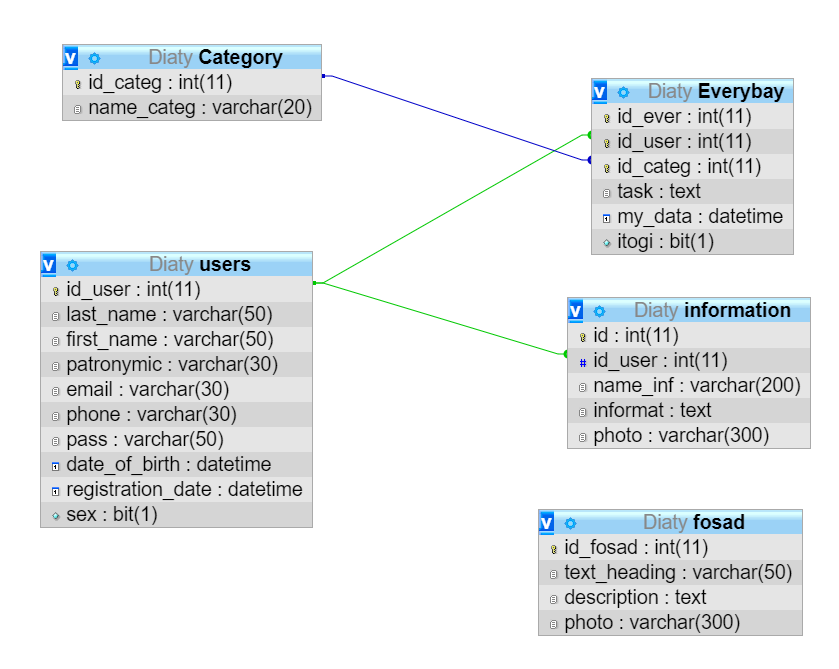 Diaty Category
id_categ : int(11)
name_categ : varchar(20)
Diaty Everybay
id_ever : int(11)
id_user : int(11)
id_categ : int(11)
task : text
my_data : datetime
itogi : bit(1)
Diaty users
id_user : int(11)
last_name : varchar(50)
first_name : varchar(50)
patronymic : varchar(30)
email : varchar(30)
phone : varchar(30)
pass : varchar(50)
date_of_birth : datetime
registration_date : datetime
sex : bit(1)
Diaty information
id : int(11)
id_user : int(11)
name_inf : varchar(200)
informat : text
photo : varchar(300)
Diaty fosad
id_fosad : int(11)
text_heading : varchar(50)
description : text
photo : varchar(300)